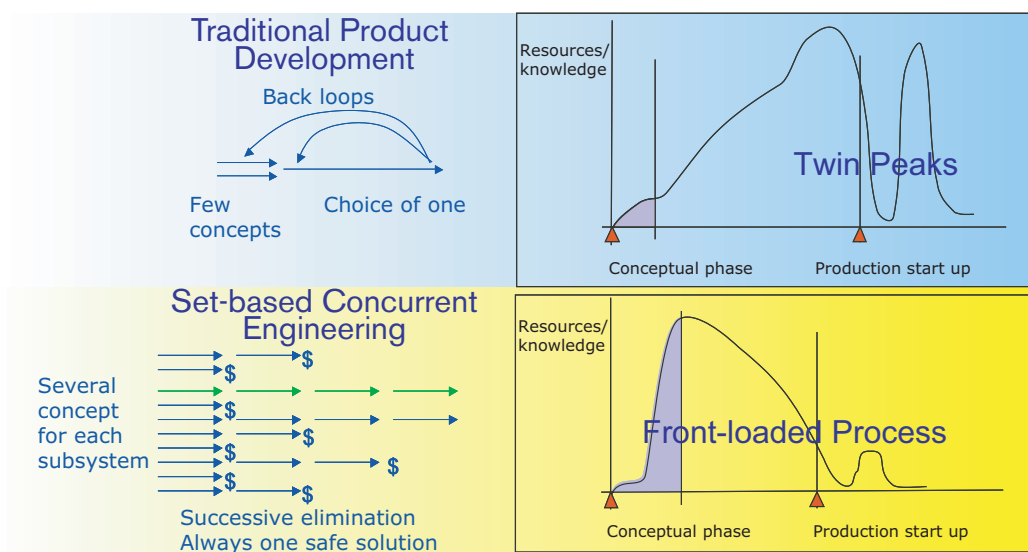 Traditional Product
Development
Back loops
Few
concepts
Choice of one
Resources/
knowledge
Twin Peaks
Conceptual phase
Production start up
Set-based Concurrent
Engineering
Several
concept
for each
subsystem
$
$
$
$
$
$
$
$
Successive elimination
Always one safe solution
Resources/
knowledge
Front-loaded Process
Conceptual phase
Production start up